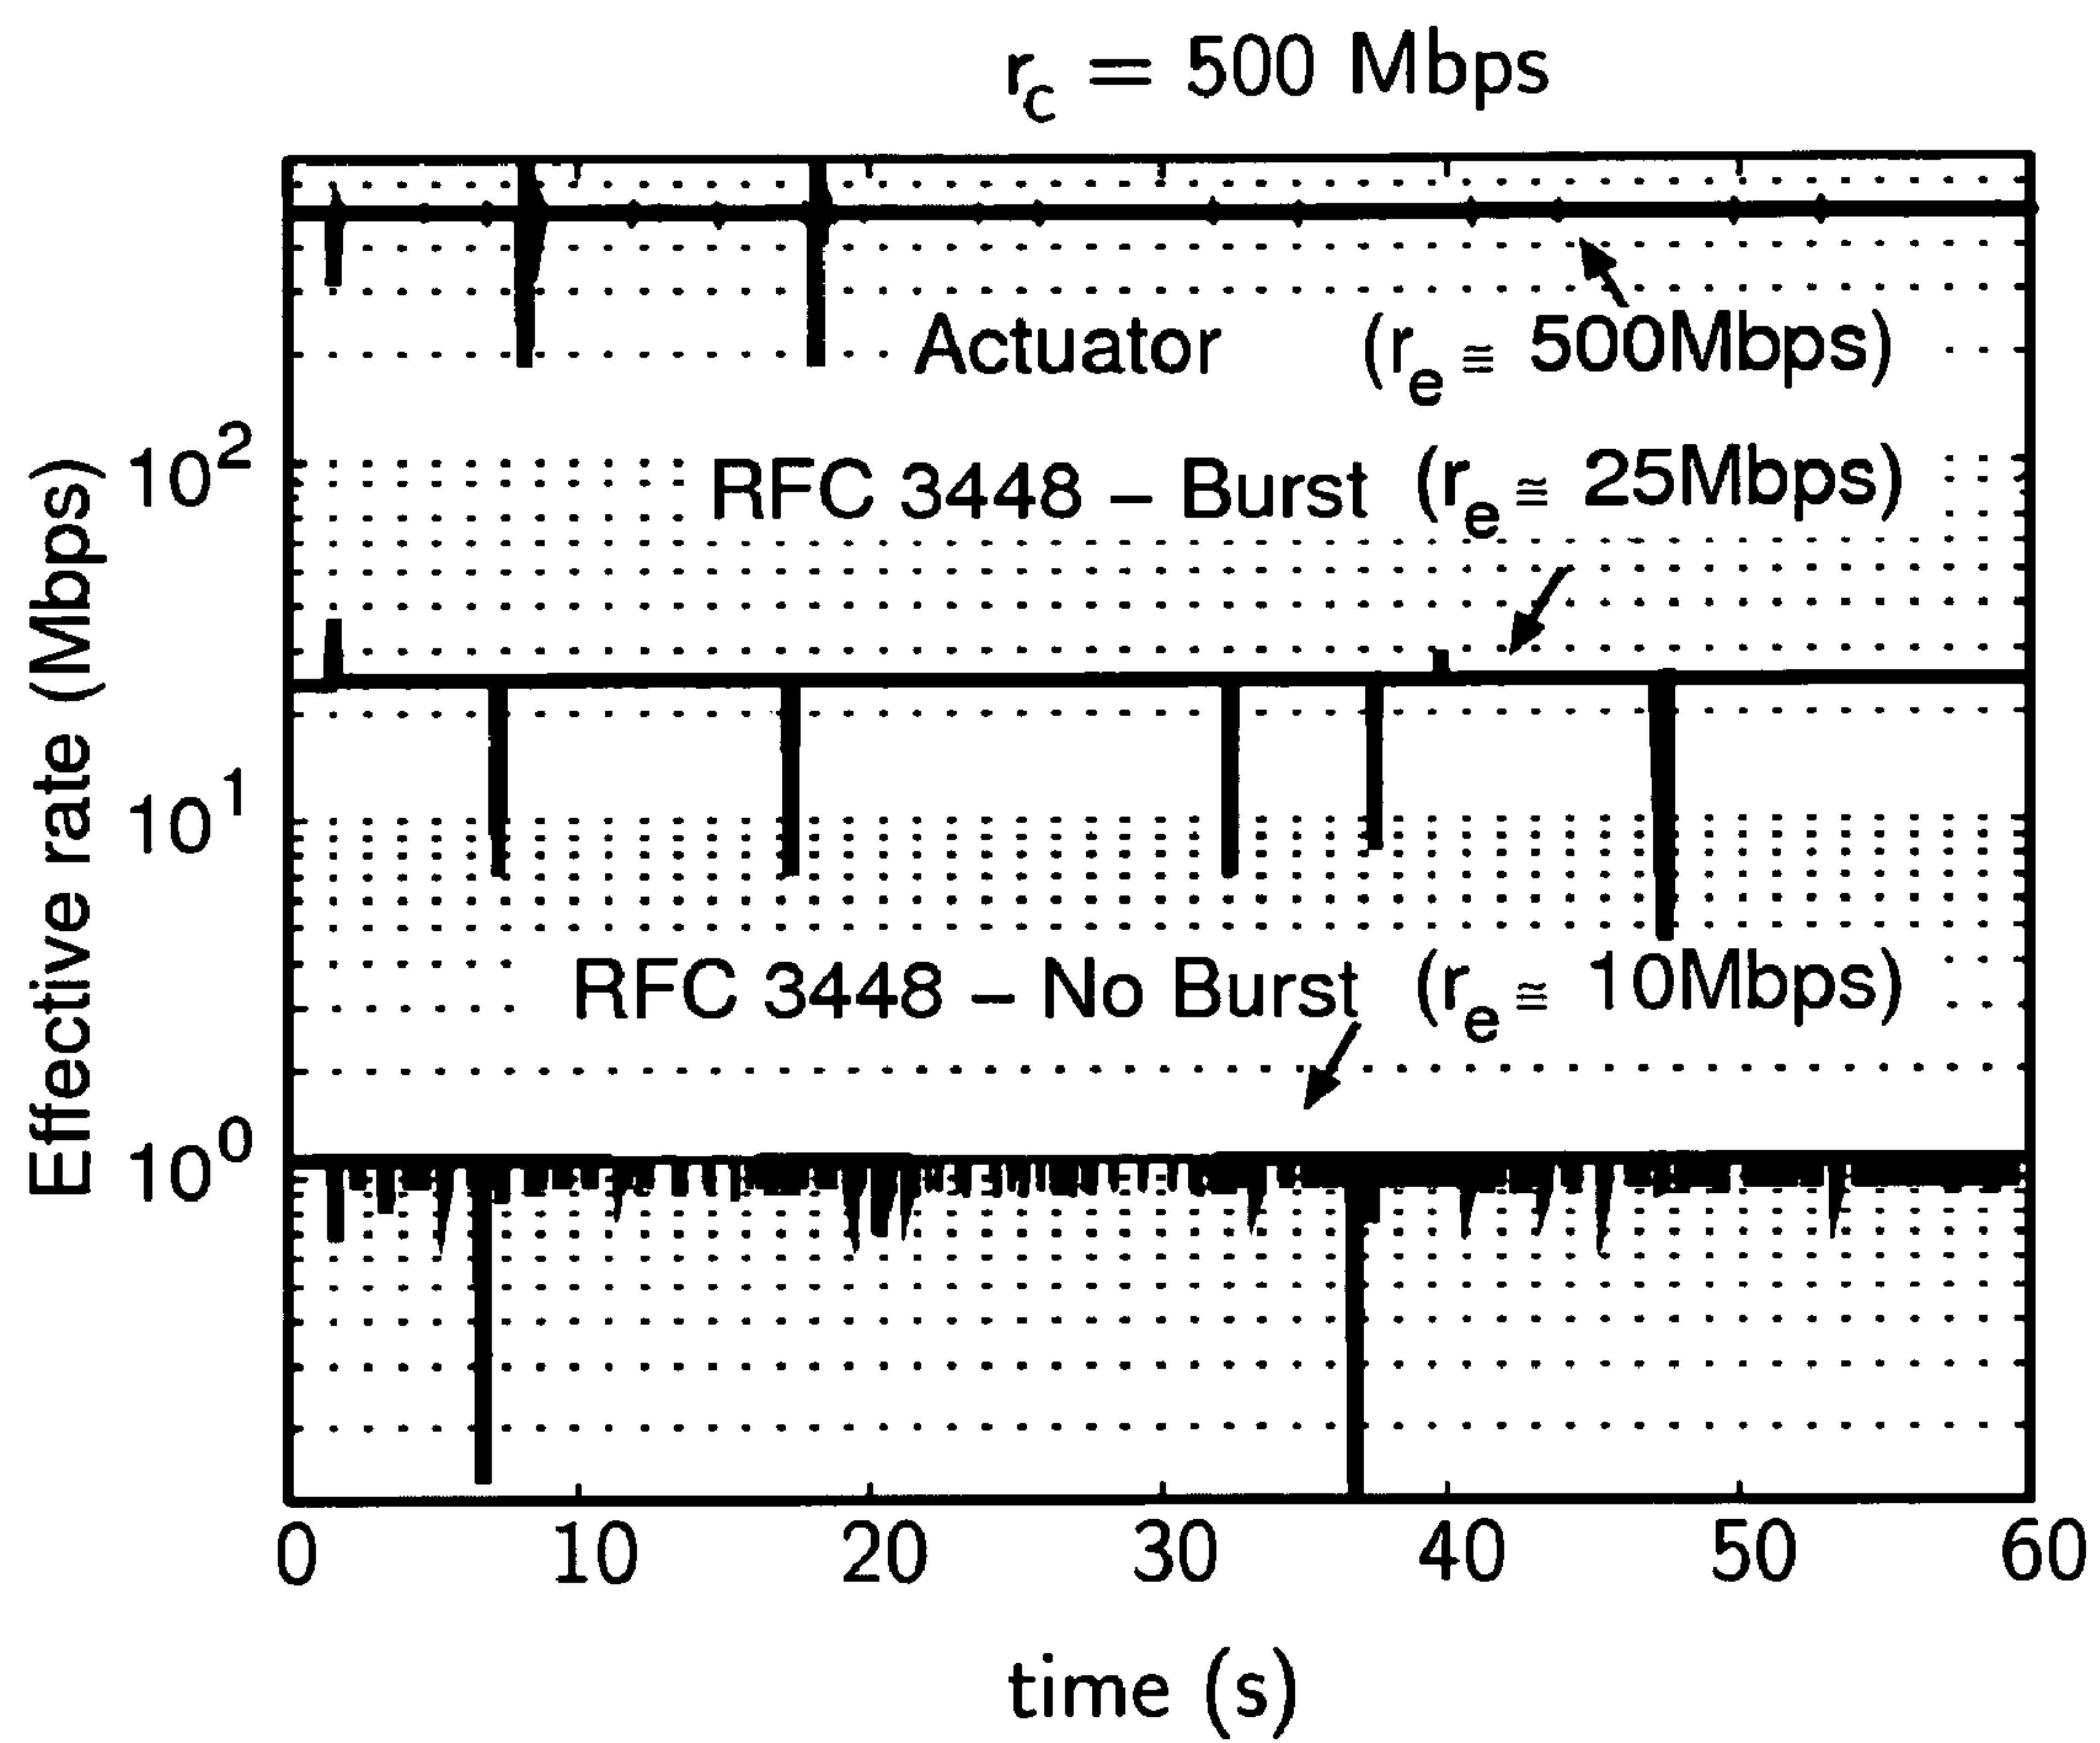 r_c = 500 Mbps
Effective rate (Mbps)
10^2
10^1
10^0
Actuator (r_e ≅ 500Mbps)
RFC 3448 – Burst (r_e ≅ 25Mbps)
RFC 3448 – No Burst (r_e ≅ 10Mbps)
0 10 20 30 40 50 60
time (s)